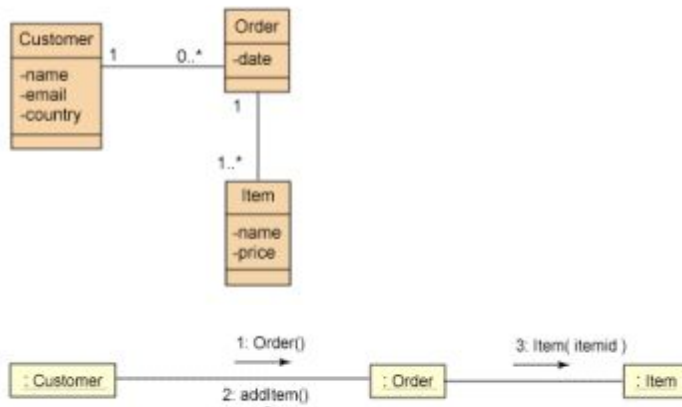 Customer
-name
-email
-country
1
0..*
Order
-date
1
1..*
Item
-name
-price
1: Order()
: Customer
2: addItem()
: Order
3: Item( itemid )
: Item